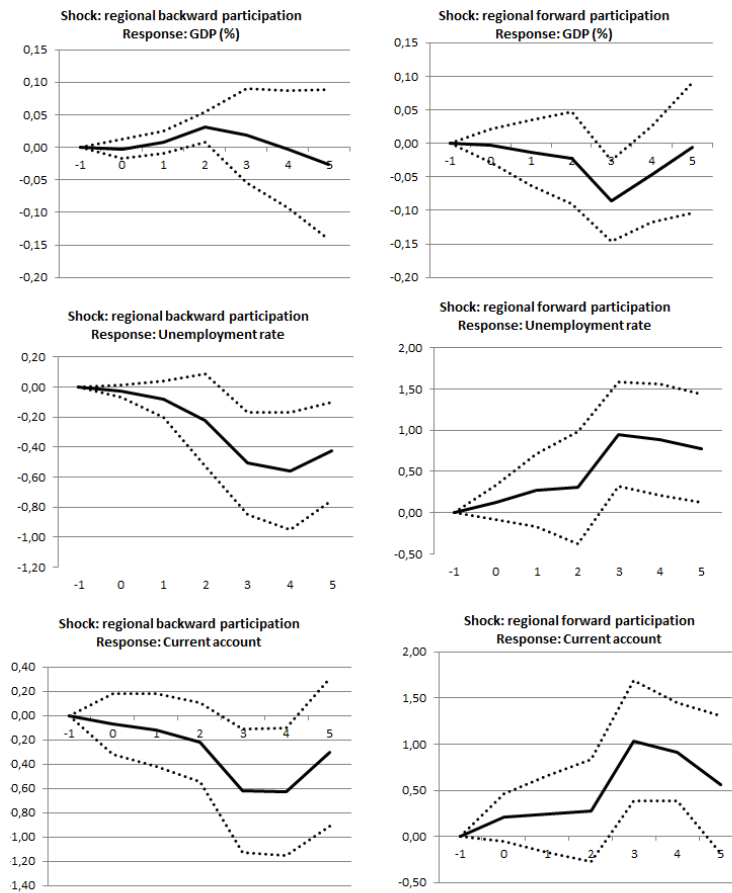 Shock: regional backward participation
Response: GDP (%)
0,15
0,10
0,05
0,00
-0,05
-0,10
-0,15
-0,20
-1 0 1 2 3 4 5
Shock: regional forward participation
Response: GDP (%)
0,15
0,10
0,05
0,00
-0,05
-0,10
-0,15
-0,20
-1 0 1 2 3 4 5
Shock: regional backward participation
Response: Unemployment rate
0,20
0,00
-0,20
-0,40
-0,60
-0,80
-1,00
-1,20
-1 0 1 2 3 4 5
Shock: regional forward participation
Response: Unemployment rate
2,00
1,50
1,00
0,50
0,00
-0,50
-1 0 1 2 3 4 5
Shock: regional backward participation
Response: Current account
0,40
0,20
0,00
-0,20
-0,40
-0,60
-0,80
-1,00
-1,20
-1,40
-1 0 1 2 3 4 5
Shock: regional forward participation
Response: Current account
2,00
1,50
1,00
0,50
0,00
-0,50
-1 0 1 2 3 4 5